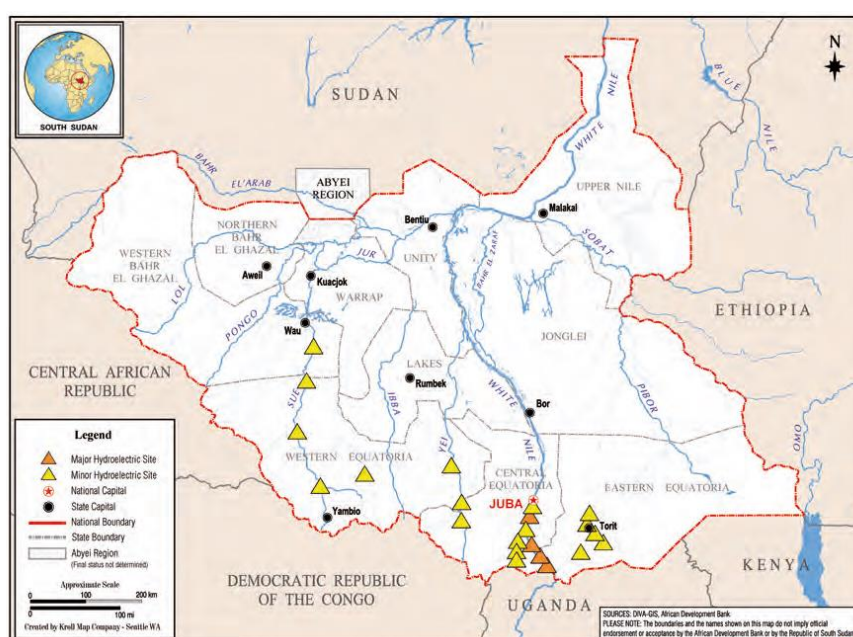 SOUTH SUDAN
N
SUDAN
BLUE
NILE
WHITE
NILE
BAHR
EL'ARAB
ABYEI
REGION
UPPER NILE
Malakal
Bentiu
NORTHERN
BAHR
EL GHAZAL
WESTERN
BAHR
EL GHAZAL
UNITY
SOBAT
BAHR EL ZARAF
JUR
Aweil
Kuacjok
WARRAP
LOL
PONGO
ETHIOPIA
Wau
JONGLEI
CENTRAL AFRICAN
REPUBLIC
LAKES
Rumbek
SUE
IBBA
WHITE
NILE
Bor
PIBOR
OMO
WESTERN EQUATORIA
YEI
CENTRAL
EQUATORIA
EASTERN EQUATORIA
JUBA
Torit
Yambio
KENYA
DEMOCRATIC REPUBLIC
OF THE CONGO
UGANDA
Legend
Major Hydroelectric Site
Minor Hydroelectric Site
National Capital
State Capital
National Boundary
State Boundary
Abyei Region
(Final status not determined)
Approximate Scale
0 100 200 km
0 100 mi
Created by Kroll Map Company - Seattle WA
SOURCES: DIVA-GIS, African Development Bank
PLEASE NOTE: The boundaries and the names shown on this map do not imply official
endorsement or acceptance by the African Development Bank or by the Republic of South Sudan